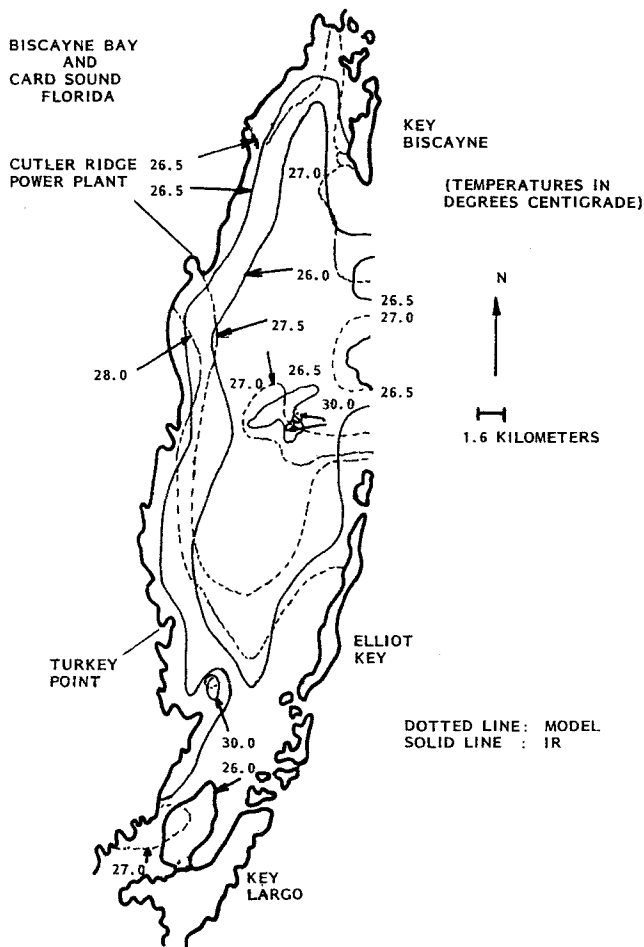 BISCAYNE BAY
AND
CARD SOUND
FLORIDA
KEY
BISCAYNE
CUTLER RIDGE
POWER PLANT
26.5
26.5
27.0
(TEMPERATURES IN
DEGREES CENTIGRADE)
N
26.0
26.5
27.0
27.5
28.0
27.0
26.5
26.5
30.0
1.6 KILOMETERS
TURKEY
POINT
ELLIOT
KEY
30.0
26.0
DOTTED LINE: MODEL
SOLID LINE : IR
27.0
KEY
LARGO